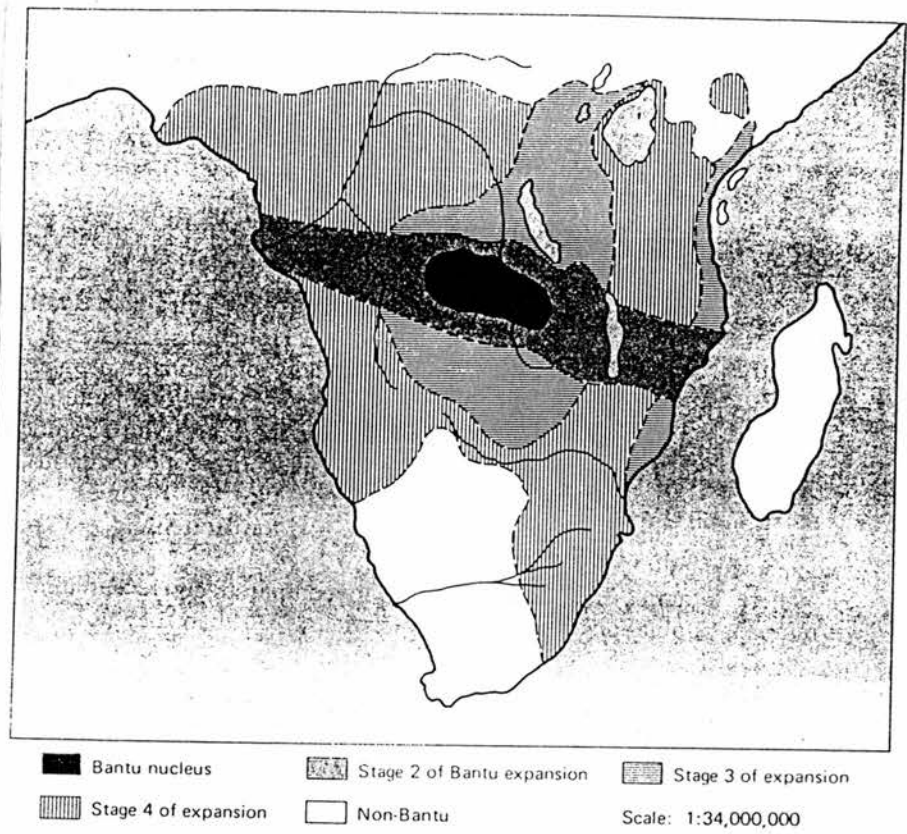 Bantu nucleus
Stage 2 of Bantu expansion
Stage 3 of expansion
Stage 4 of expansion
Non-Bantu
Scale: 1:34,000,000